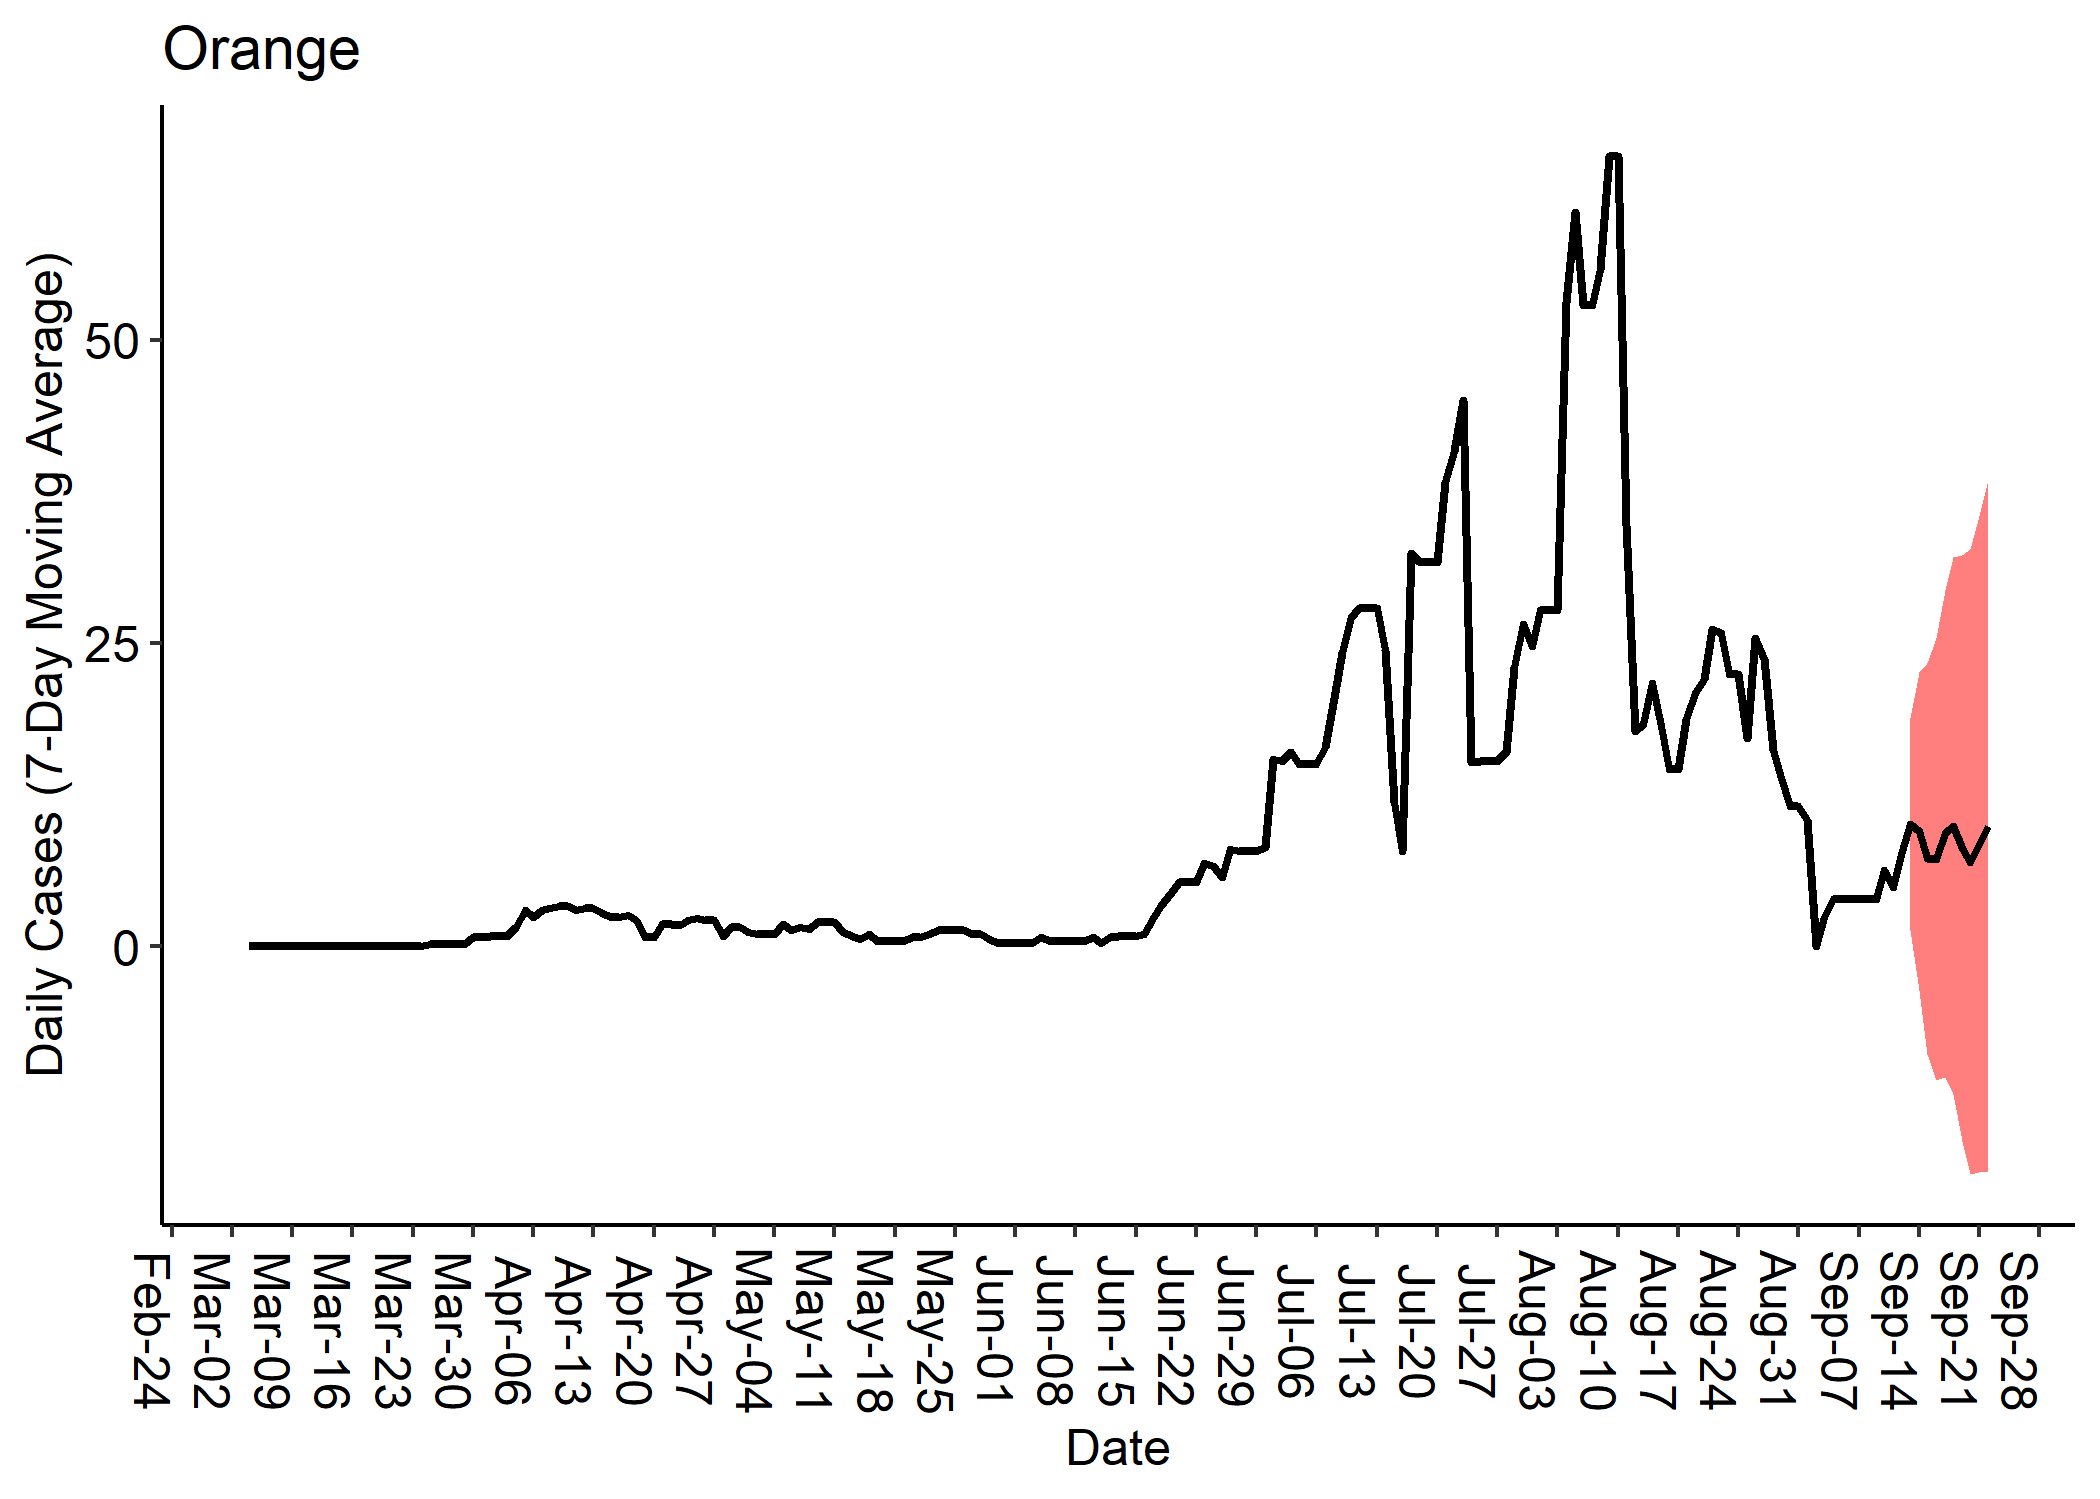 Orange
Daily Cases (7-Day Moving Average)
50
25
0
Feb-24
Mar-02
Mar-09
Mar-16
Mar-23
Mar-30
Apr-06
Apr-13
Apr-20
Apr-27
May-04
May-11
May-18
May-25
Jun-01
Jun-08
Jun-15
Jun-22
Jun-29
Jul-06
Jul-13
Jul-20
Jul-27
Aug-03
Aug-10
Aug-17
Aug-24
Aug-31
Sep-07
Sep-14
Sep-21
Sep-28
Date